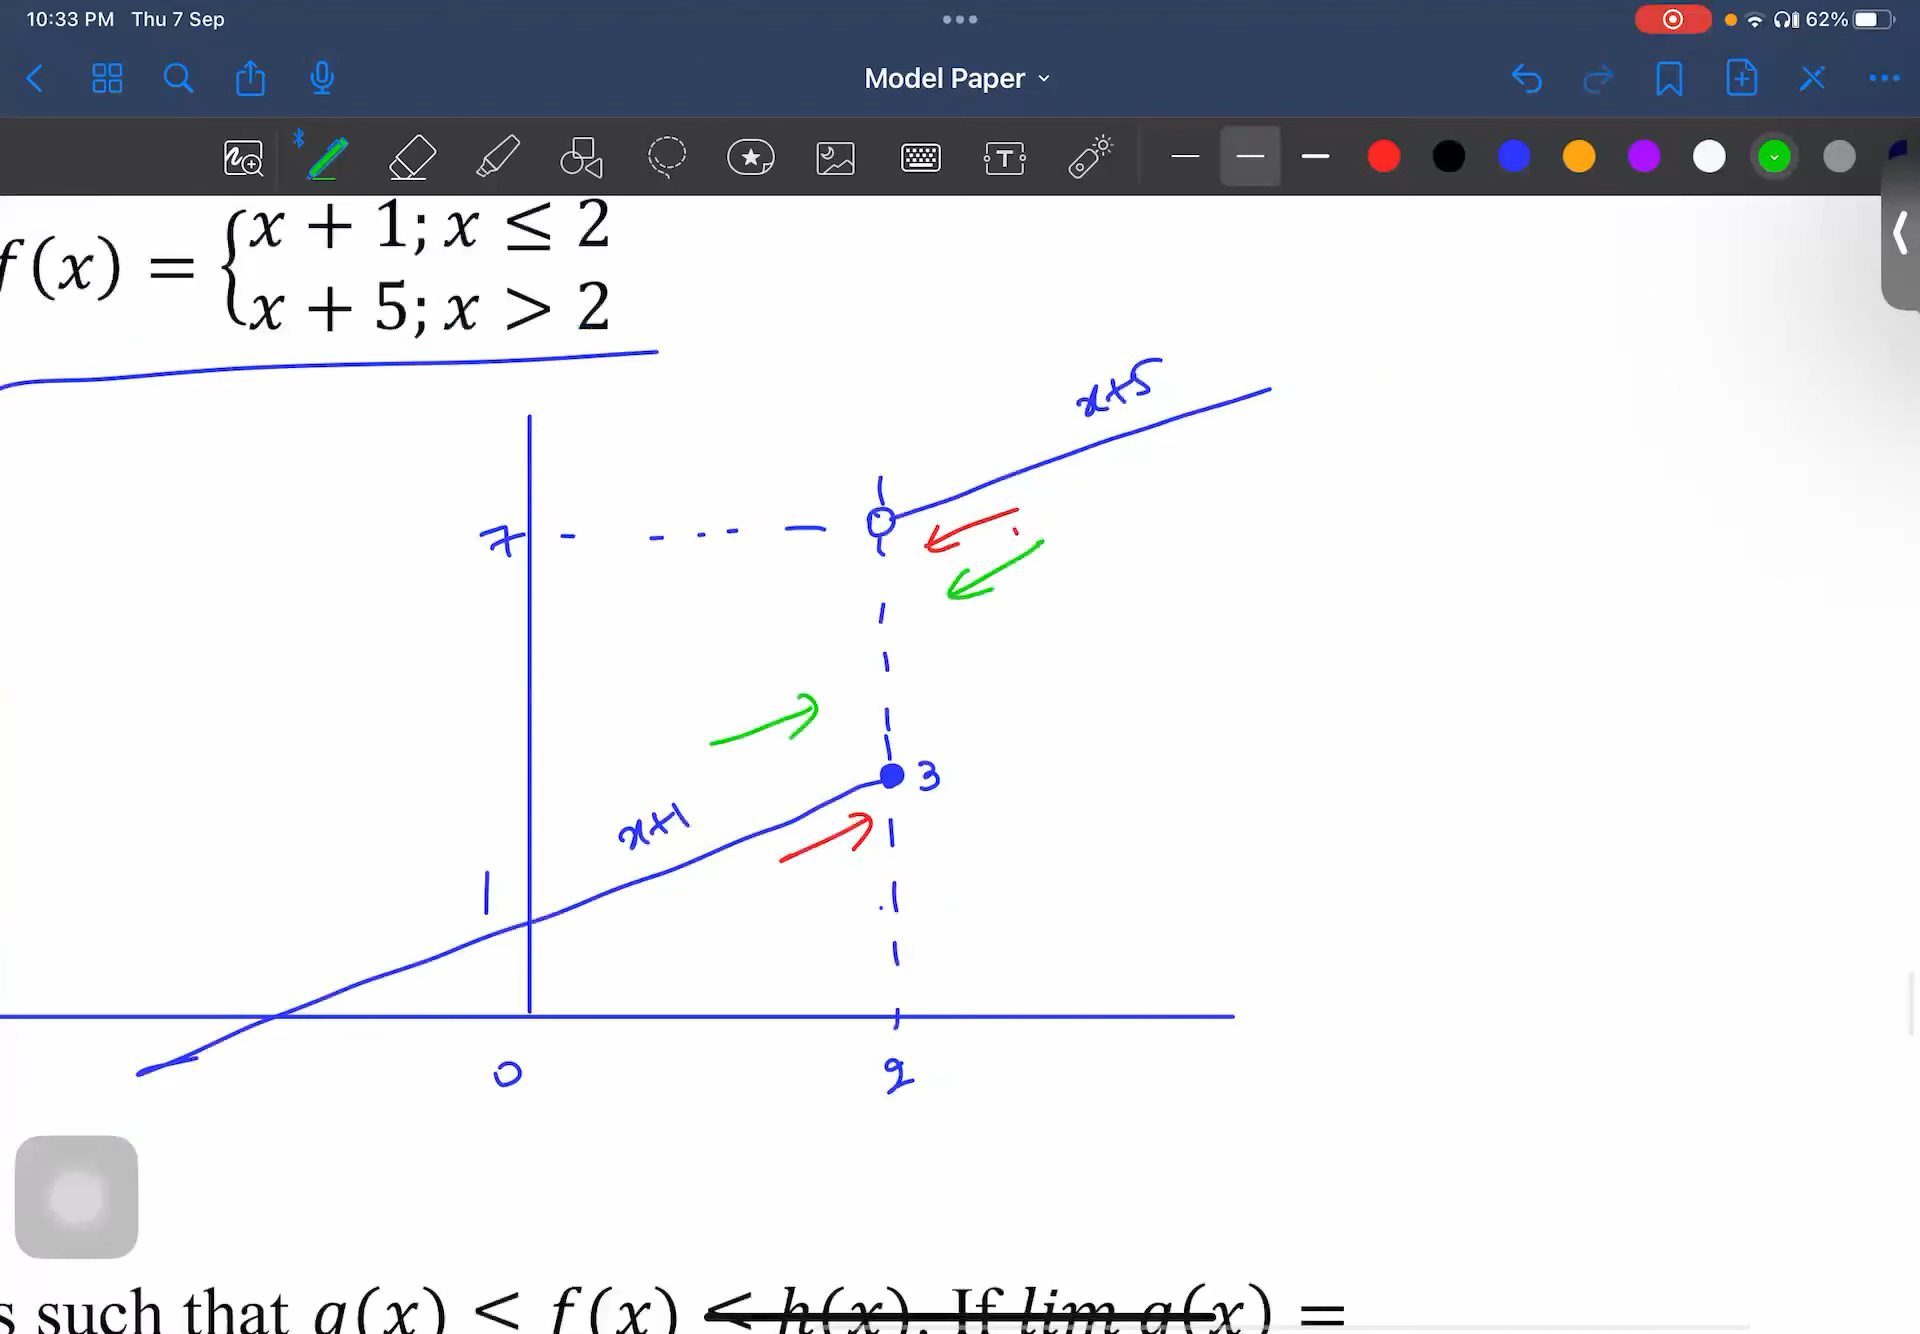 10:33 PM Thu 7 Sep
62%
Model Paper
T
f(x) = {x + 1; x ≤ 2
x + 5; x > 2
x+5
7
3
x+1
1
0
2
s such that g(x) < f(x) < h(x). If lim g(x) =